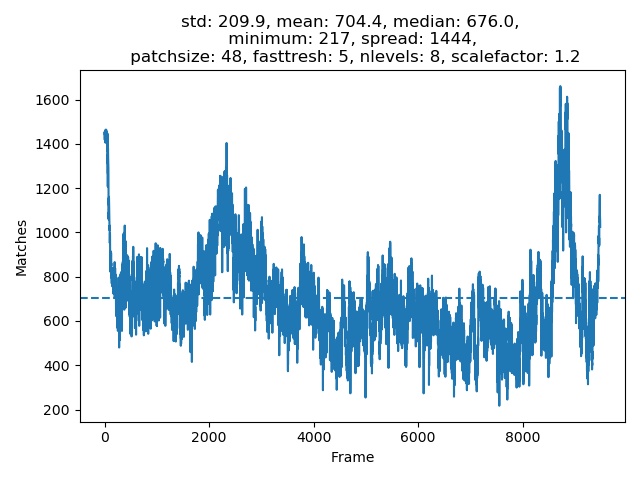 std: 209.9, mean: 704.4, median: 676.0,
minimum: 217, spread: 1444,
patchsize: 48, fasttresh: 5, nlevels: 8, scalefactor: 1.2
1600
1400
1200
1000
800
600
400
200
Matches
0
2000
4000
6000
8000
Frame